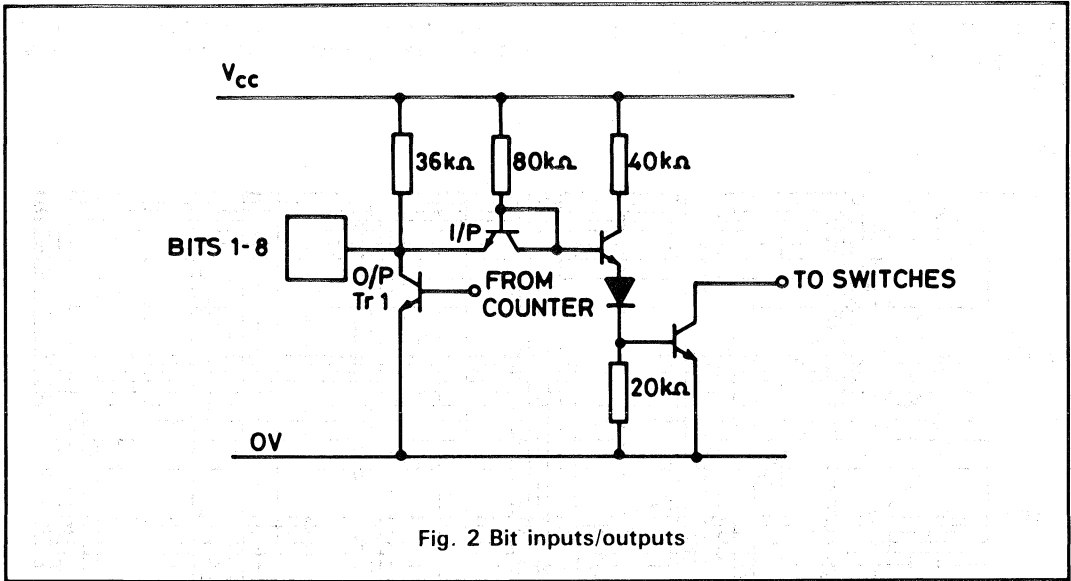 Vcc
36kΩ
80kΩ
40kΩ
I/P
BITS 1-8
O/P
Tr 1
FROM
COUNTER
TO SWITCHES
20kΩ
0V
Fig. 2 Bit inputs/outputs